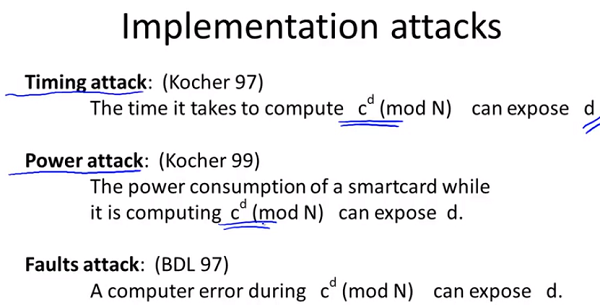 Implementation attacks
Timing attack: (Kocher 97)
The time it takes to compute c^d (mod N) can expose d
Power attack: (Kocher 99)
The power consumption of a smartcard while
it is computing c^d (mod N) can expose d.
Faults attack: (BDL 97)
A computer error during c^d (mod N) can expose d.